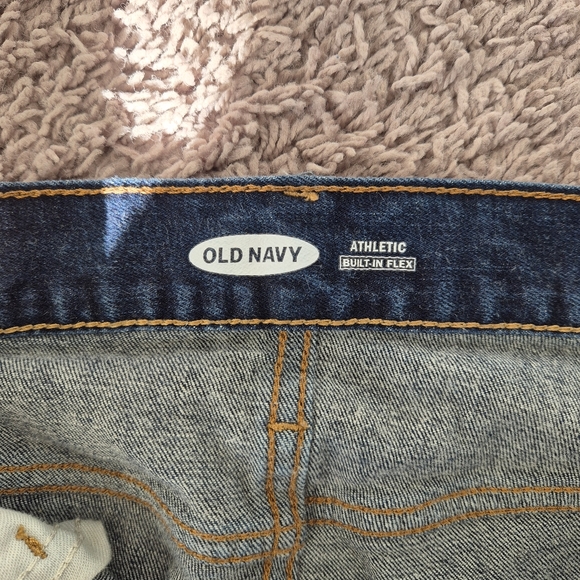 OLD NAVY
ATHLETIC
BUILT-IN FLEX